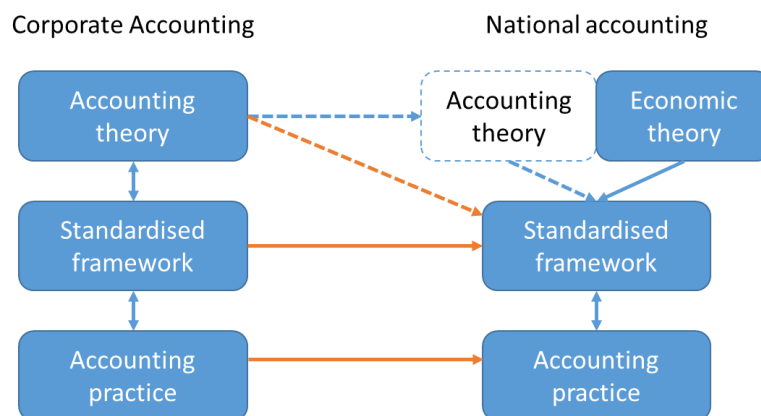 Corporate Accounting
National accounting
Accounting
theory
Accounting
theory
Economic
theory
Standardised
framework
Standardised
framework
Accounting
practice
Accounting
practice